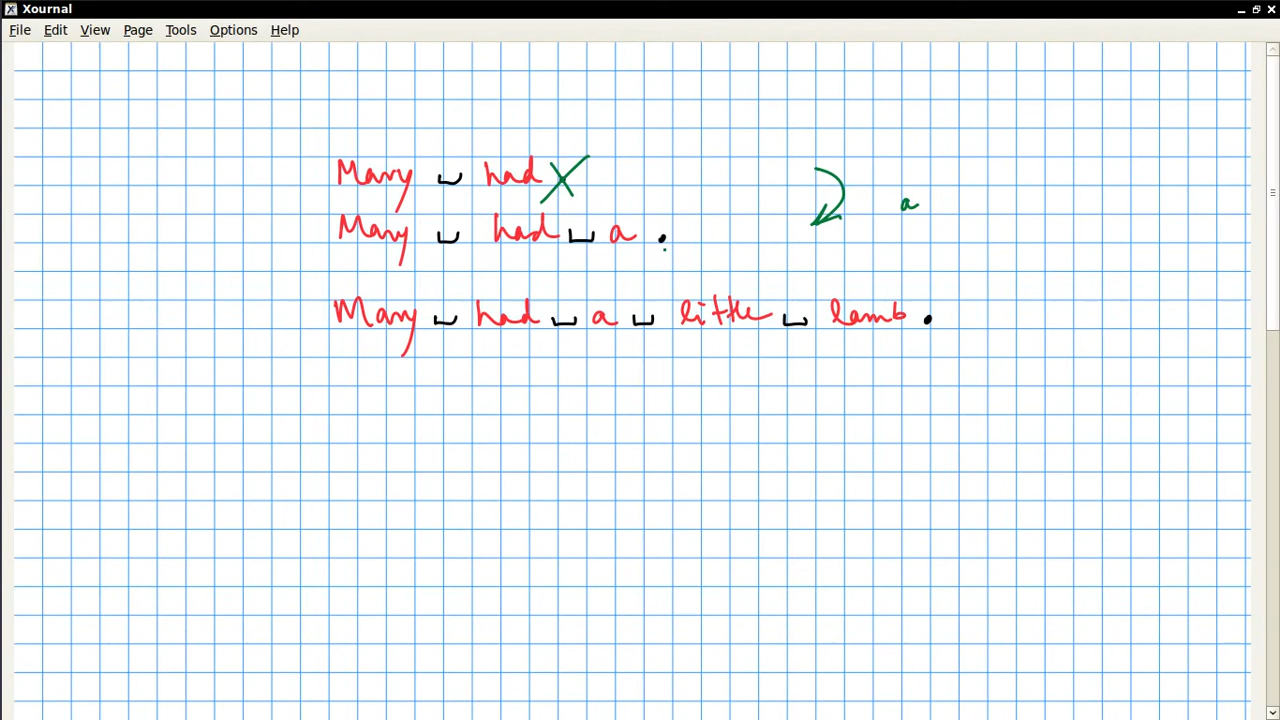 Xournal
File Edit View Page Tools Options Help
Mary ␣ had X
a
Mary ␣ had ␣ a .
Mary ␣ had ␣ a ␣ little ␣ lamb .